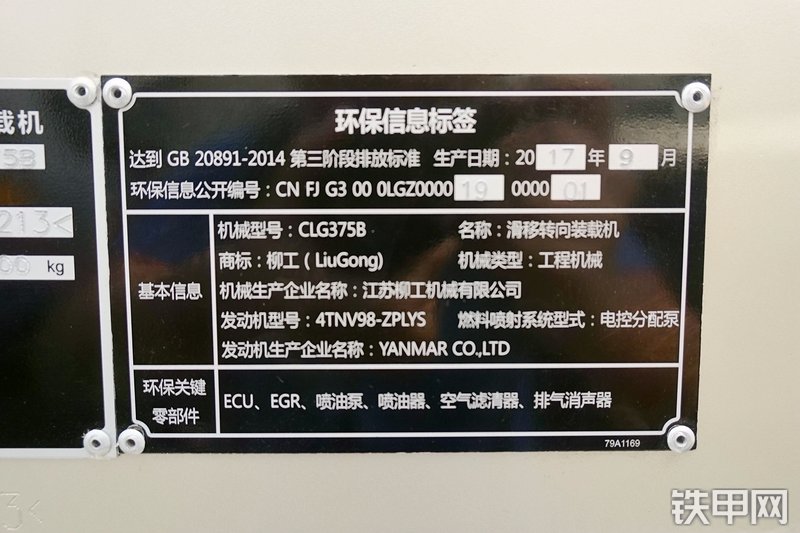 载机
213<
kg
环保信息标签
达到 GB 20891-2014 第三阶段排放标准 生产日期：2017年9月
环保信息公开编号：CN FJ G3 00 0LGZ0000 19 0000 01
基本信息
机械型号：CLG375B 名称：滑移转向装载机
商标：柳工（LiuGong） 机械类型：工程机械
机械生产企业名称：江苏柳工机械有限公司
发动机型号：4TNV98-ZPLYS 燃料喷射系统型式：电控分配泵
发动机生产企业名称：YANMAR CO.,LTD
环保关键
零部件
ECU、EGR、喷油泵、喷油器、空气滤清器、排气消声器
79A1169
铁甲网